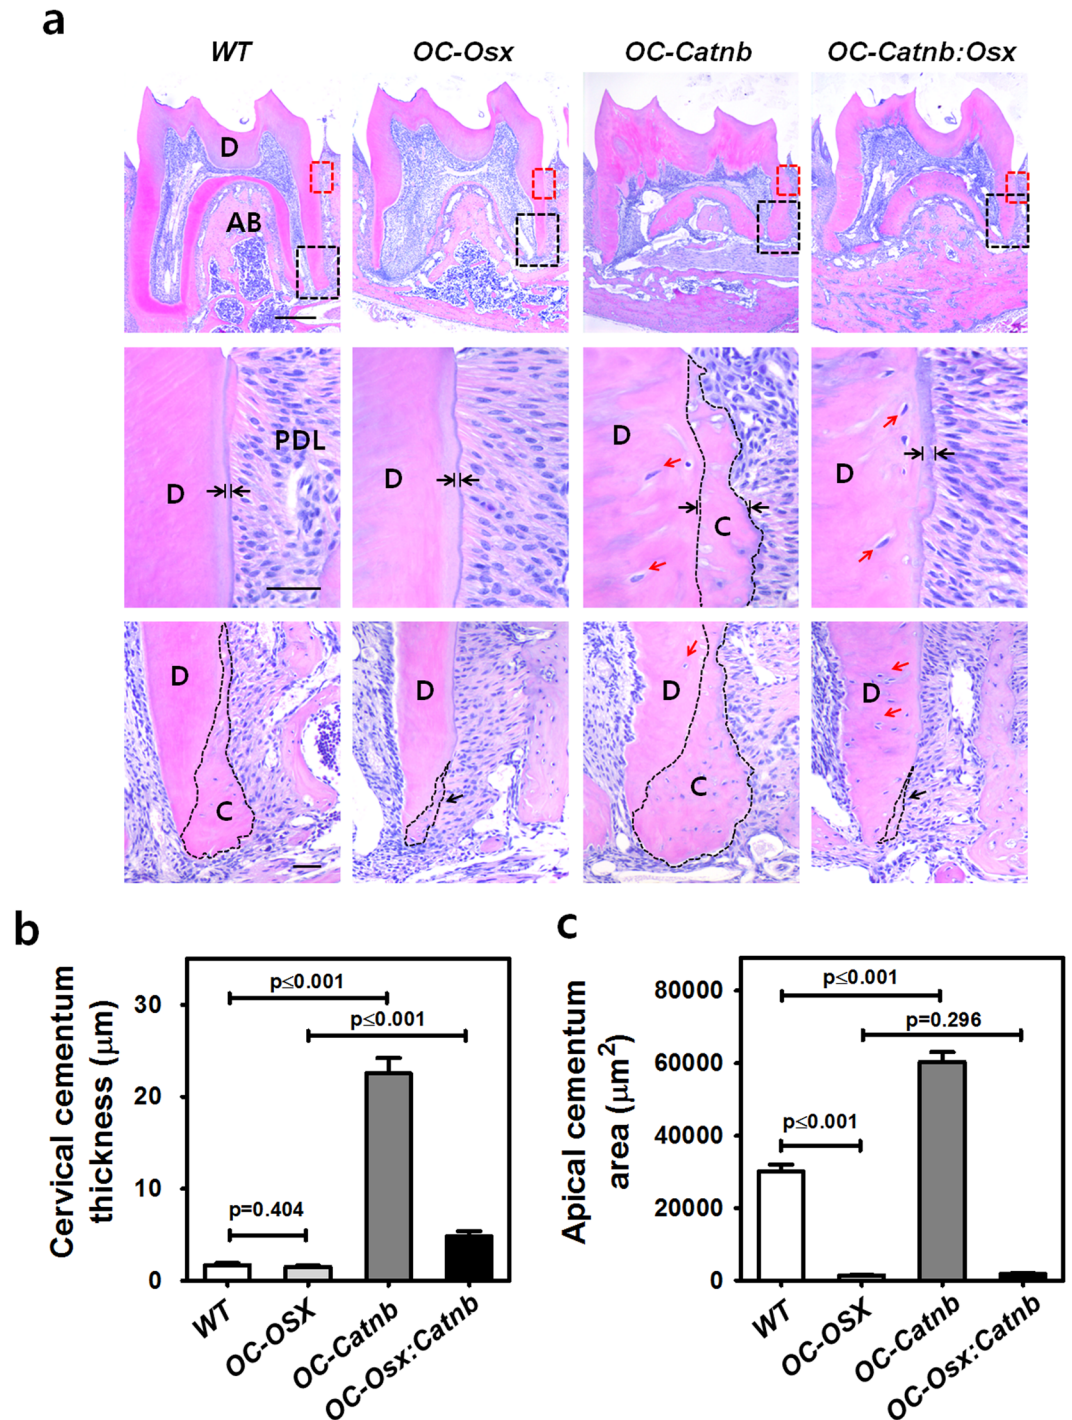 a
WT OC-Osx OC-Catnb OC-Catnb:Osx
D
AB
D D D D
PDL
C
D D D D
C C
b
Cervical cementum
thickness (μm)
30
20
10
0
p≤0.001
p≤0.001
p=0.404
WT
OC-OSX
OC-Catnb
OC-Osx:Catnb
c
Apical cementum
area (μm²)
80000
60000
40000
20000
0
p≤0.001
p=0.296
p≤0.001
WT
OC-OSX
OC-Catnb
OC-Osx:Catnb